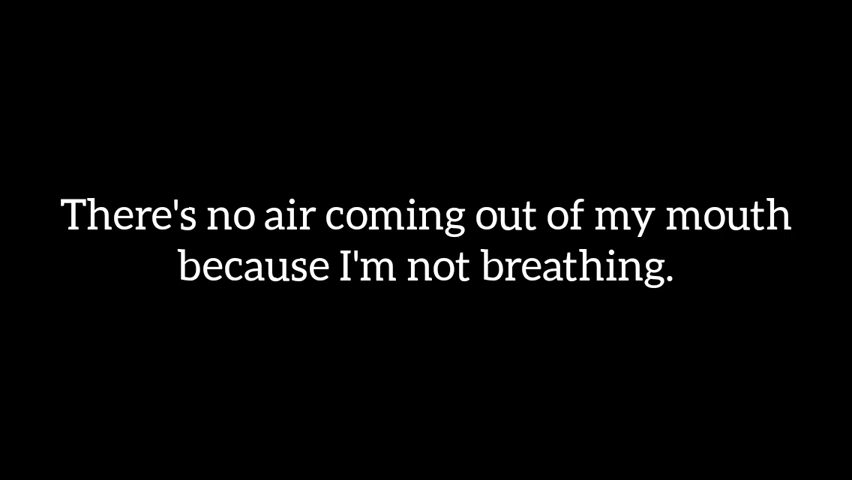 There's no air coming out of my mouth
because I'm not breathing.